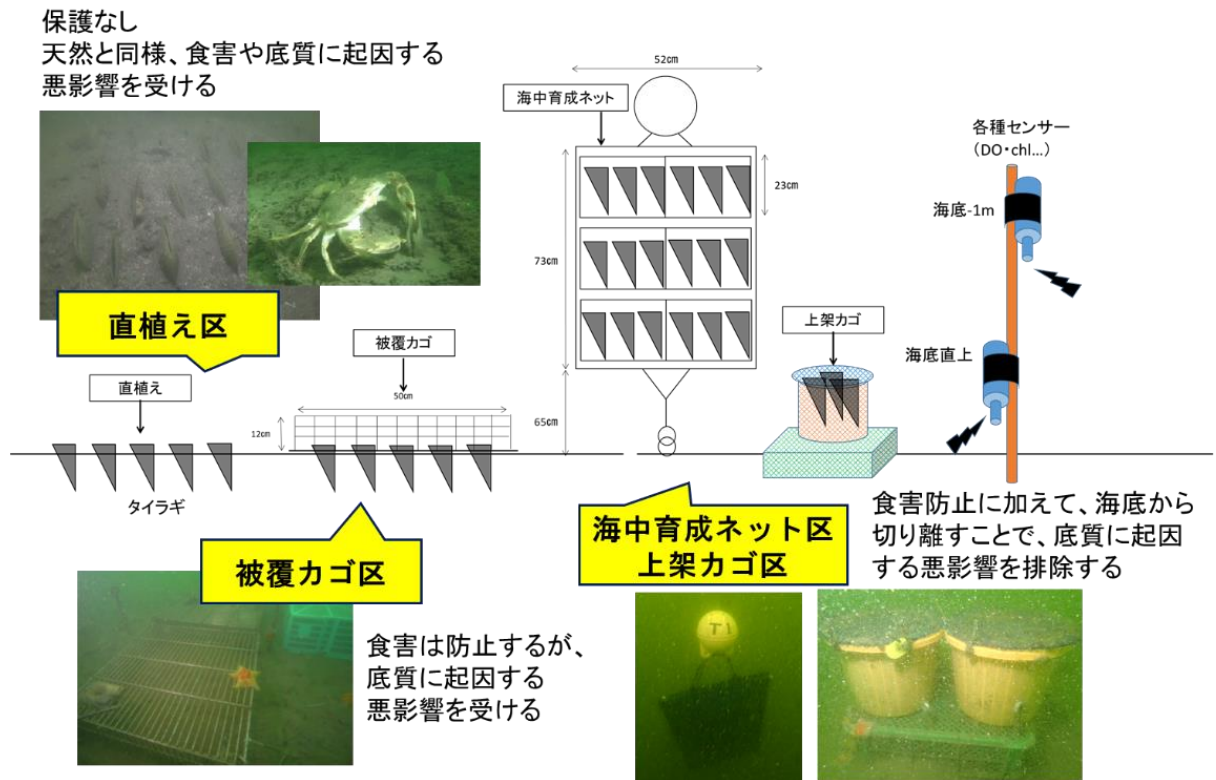 保護なし
天然と同様、食害や底質に起因する
悪影響を受ける
直植え区
直植え
タイラギ
被覆カゴ
50㎝
12㎝
被覆カゴ区
食害は防止するが、
底質に起因する
悪影響を受ける
52㎝
海中育成ネット
23㎝
73㎝
65㎝
上架カゴ
海中育成ネット区
上架カゴ区
各種センサー
（DO・chl…）
海底-1m
海底直上
食害防止に加えて、海底から
切り離すことで、底質に起因
する悪影響を排除する
T1